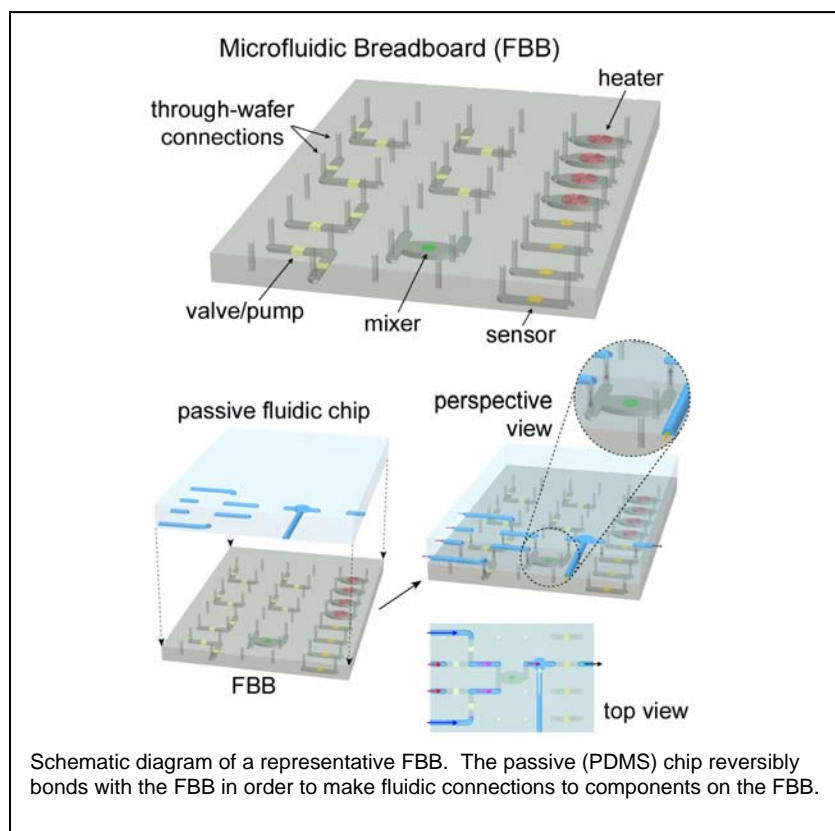 Microfluidic Breadboard (FBB)
heater
through-wafer
connections
valve/pump
mixer
sensor
passive fluidic chip
perspective
view
FBB
top view
Schematic diagram of a representative FBB.  The passive (PDMS) chip reversibly
bonds with the FBB in order to make fluidic connections to components on the FBB.